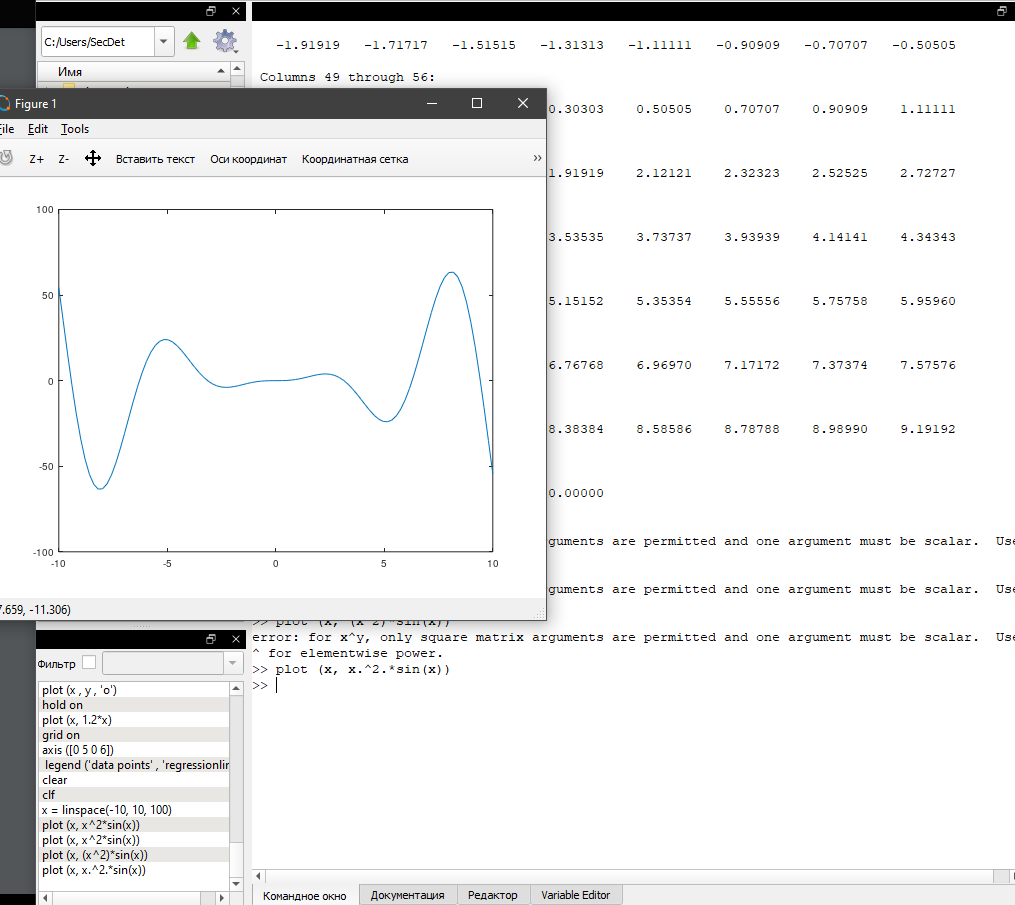 C:/Users/SecDet
Имя
-1.91919 -1.71717 -1.51515 -1.31313 -1.11111 -0.90909 -0.70707 -0.50505
Columns 49 through 56:
0.30303 0.50505 0.70707 0.90909 1.11111
1.91919 2.12121 2.32323 2.52525 2.72727
3.53535 3.73737 3.93939 4.14141 4.34343
5.15152 5.35354 5.55556 5.75758 5.95960
6.76768 6.96970 7.17172 7.37374 7.57576
8.38384 8.58586 8.78788 8.98990 9.19192
0.00000
guments are permitted and one argument must be scalar. Use
guments are permitted and one argument must be scalar. Use
>> plot (x, (x^2)*sin(x))
error: for x^y, only square matrix arguments are permitted and one argument must be scalar. Use
^ for elementwise power.
>> plot (x, x.^2.*sin(x))
>>
Figure 1
File Edit Tools
Z+ Z- Вставить текст Оси координат Координатная сетка »
100
50
0
-50
-100
-10 -5 0 5 10
7.659, -11.306)
Фильтр
plot (x , y , 'o')
hold on
plot (x, 1.2*x)
grid on
axis ([0 5 0 6])
legend ('data points' , 'regressionlin
clear
clf
x = linspace(-10, 10, 100)
plot (x, x^2*sin(x))
plot (x, x^2*sin(x))
plot (x, (x^2)*sin(x))
plot (x, x.^2.*sin(x))
Командное окно Документация Редактор Variable Editor